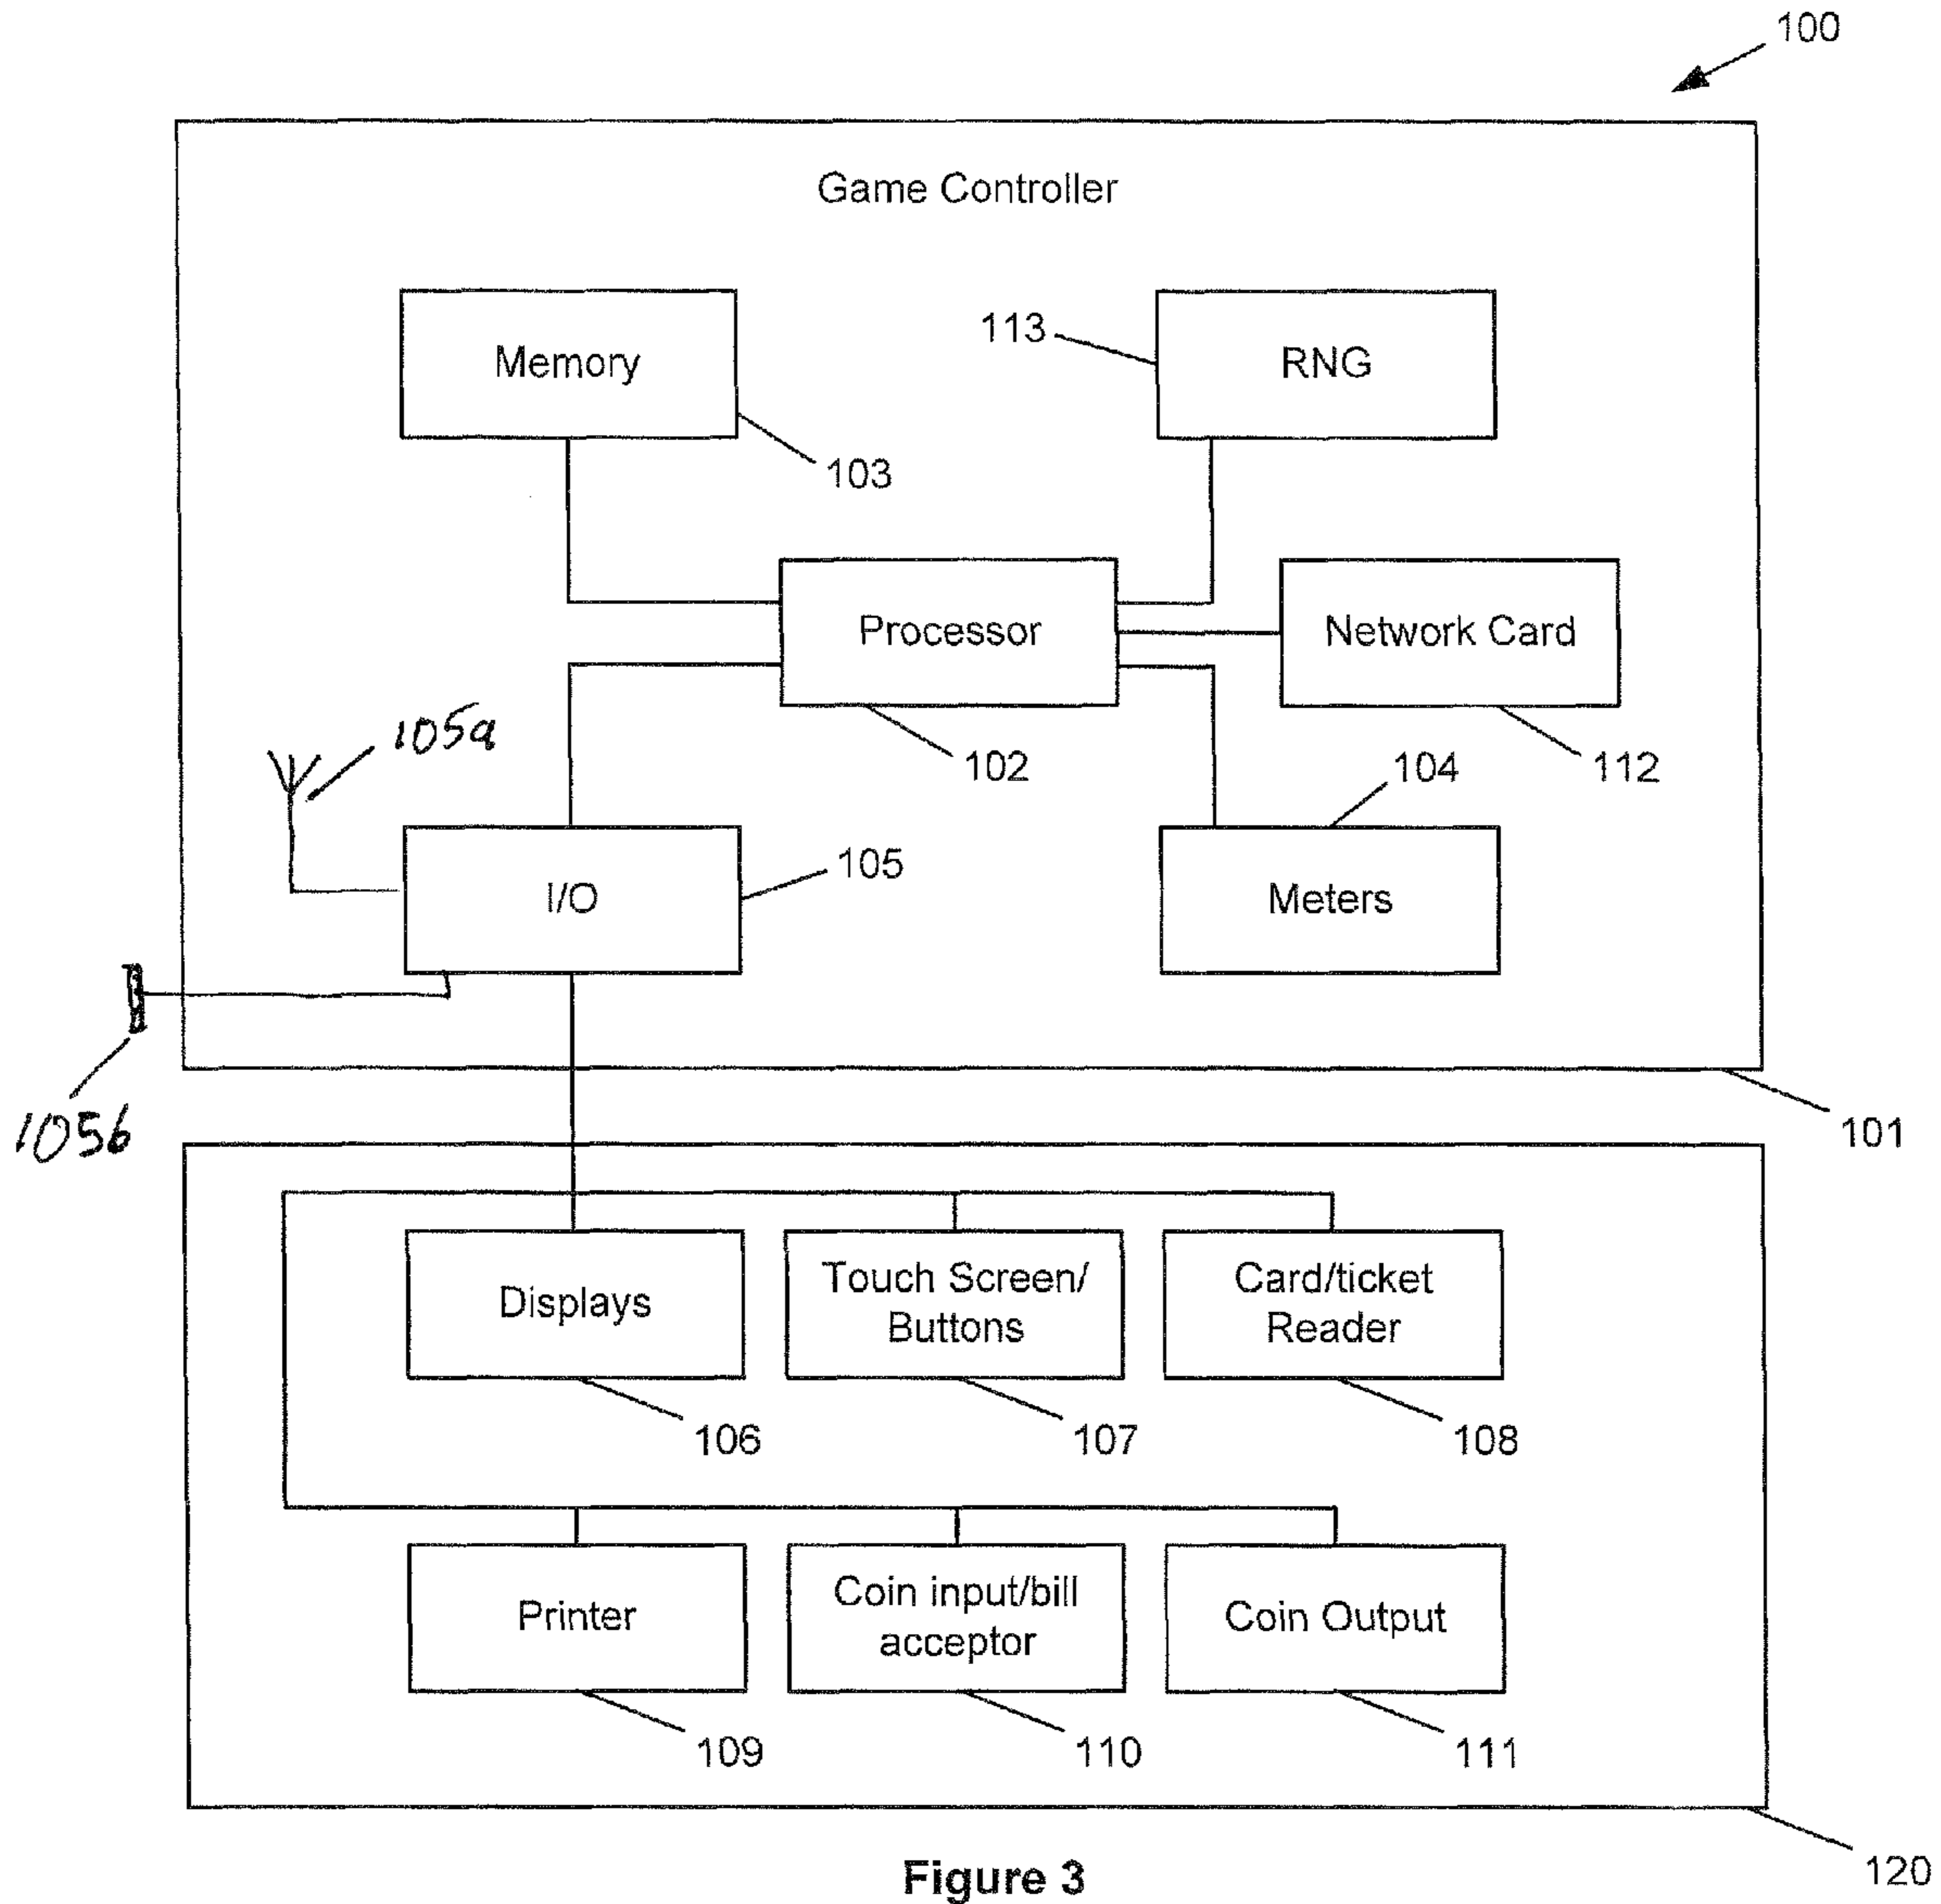 100
Game Controller
Memory
113
RNG
103
Processor
Network Card
105a
102
112
104
I/O
105
Meters
105b
101
Displays
Touch Screen/
Buttons
Card/ticket
Reader
106
107
108
Printer
Coin input/bill
acceptor
Coin Output
109
110
111
120
Figure 3